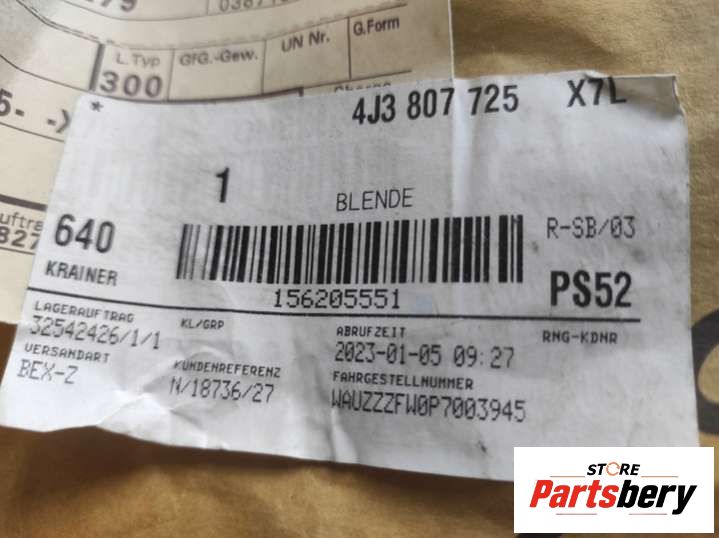 L.Typ GfG.-Gew. UN Nr. G.Form
300
* 4J3 807 725 X7L
1 BLENDE
640 R-SB/03
KRAINER
156205551 PS52
LAGERAUFTRAG KL/GRP ABRUFZEIT RNG-KDNR
32542426/1/1 2023-01-05 09:27
VERSANDART KUNDENREFERENZ FAHRGESTELLNUMMER
BEX-Z N/18736/27 WAUZZZFW0P7003945
STORE
Partsbery